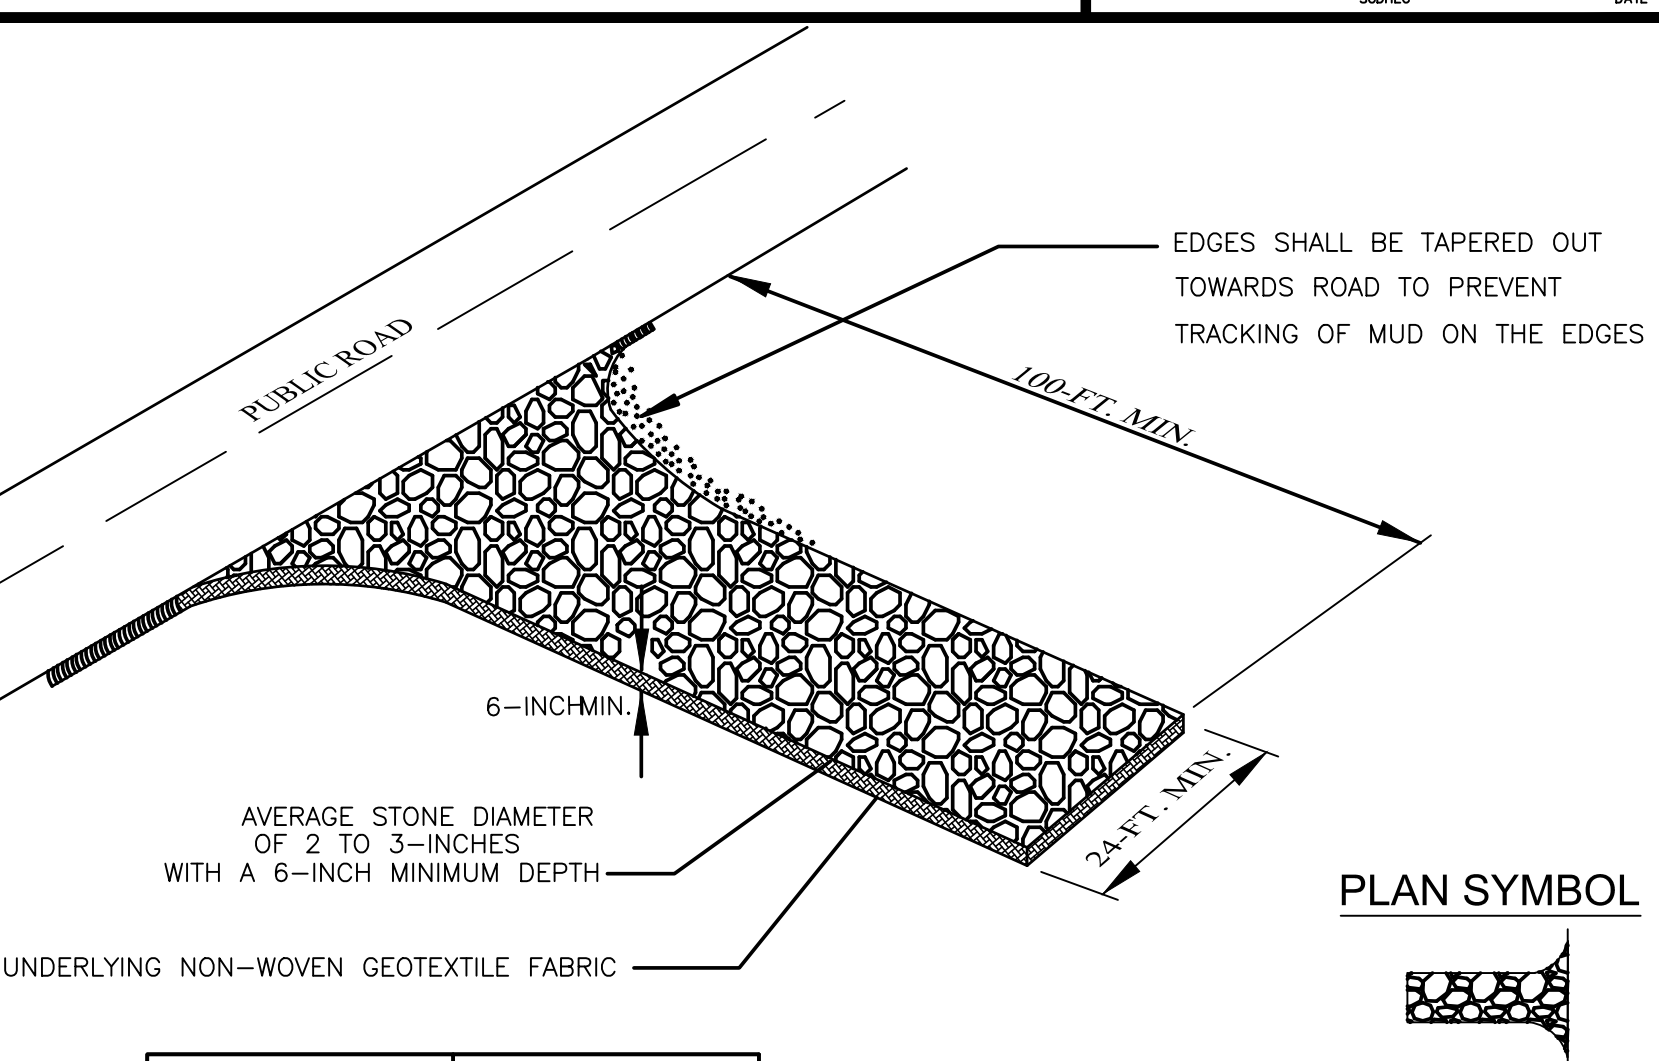 EDGES SHALL BE TAPERED OUT
TOWARDS ROAD TO PREVENT
TRACKING OF MUD ON THE EDGES
PUBLIC ROAD
100-FT. MIN.
6-INCH MIN.
24-FT. MIN.
AVERAGE STONE DIAMETER
OF 2 TO 3-INCHES
WITH A 6-INCH MINIMUM DEPTH
UNDERLYING NON-WOVEN GEOTEXTILE FABRIC
PLAN SYMBOL